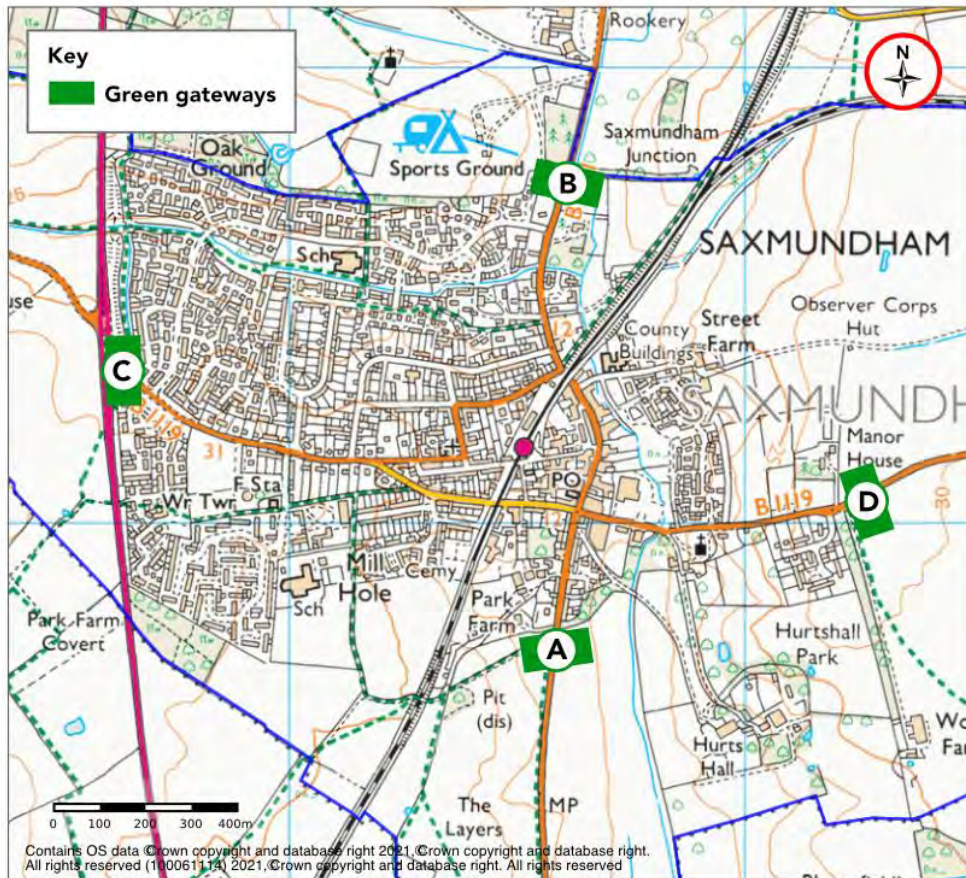 Key
Green gateways
N
Rookery
Oak
Ground
Sports Ground
Saxmundham
Junction
B
SAXMUNDHAM
Sch
Observer Corps
Hut
12
County
Buildings
Street
Farm
C
SAXMUNDH
B 1119
31
Manor
House
PO
F Sta
Wr Twr
B 1119
D
30
Mill
Hole
Cemy
Sch
Park
Farm
Park Farm
Covert
A
Hurtshall
Park
Pit
(dis)
Hurts
Hall
The
Layers
MP
0 100 200 300 400m
Contains OS data ©Crown copyright and database right 2021,Crown copyright and database right.
All rights reserved (100061114) 2021,Crown copyright and database right. All rights reserved